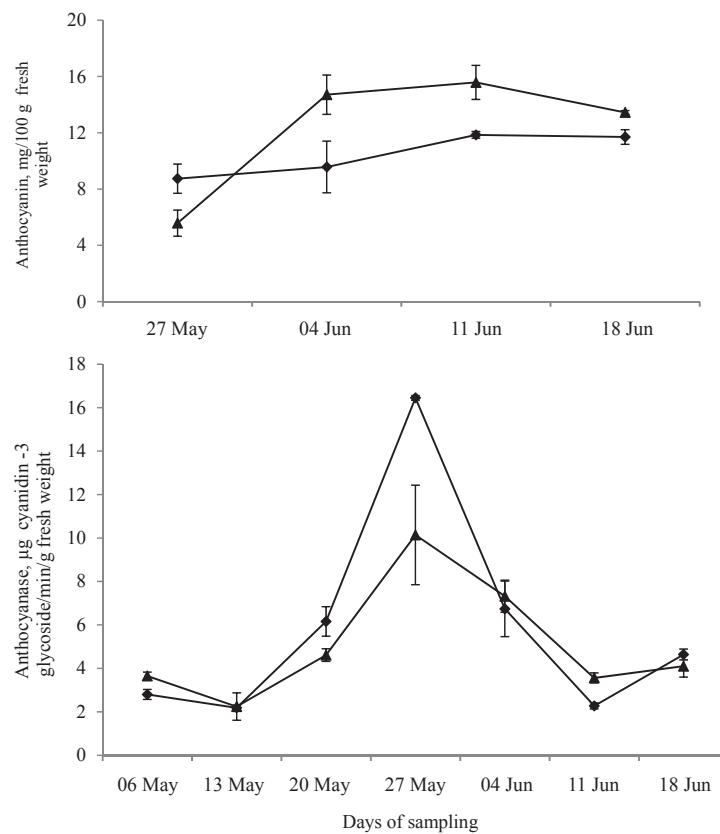 Anthocyanin, mg/100 g fresh
weight
20
16
12
8
4
0
27 May 04 Jun 11 Jun 18 Jun
Anthocyanase, μg cyanidin -3
glycoside/min/g fresh weight
18
16
14
12
10
8
6
4
2
0
06 May 13 May 20 May 27 May 04 Jun 11 Jun 18 Jun
Days of sampling